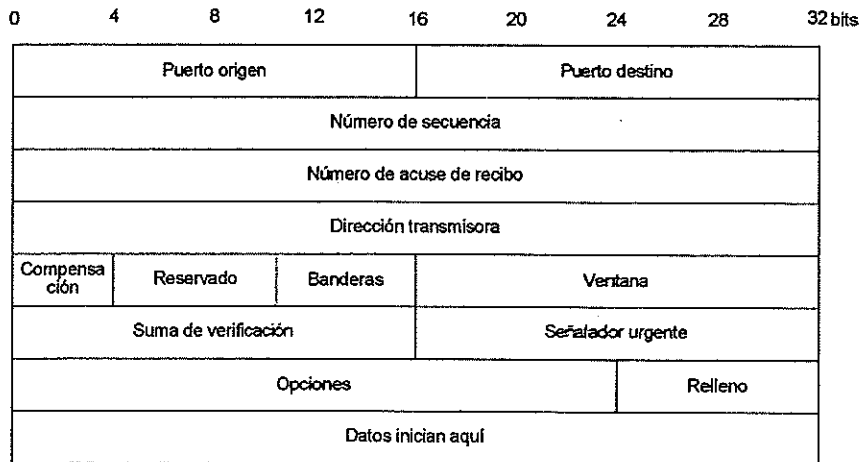 0 4 8 12 16 20 24 28 32 bits
Puerto origen Puerto destino
Número de secuencia
Número de acuse de recibo
Dirección transmisora
Compensa
ción
Reservado Banderas Ventana
Suma de verificación Señalador urgente
Opciones Relleno
Datos inician aquí